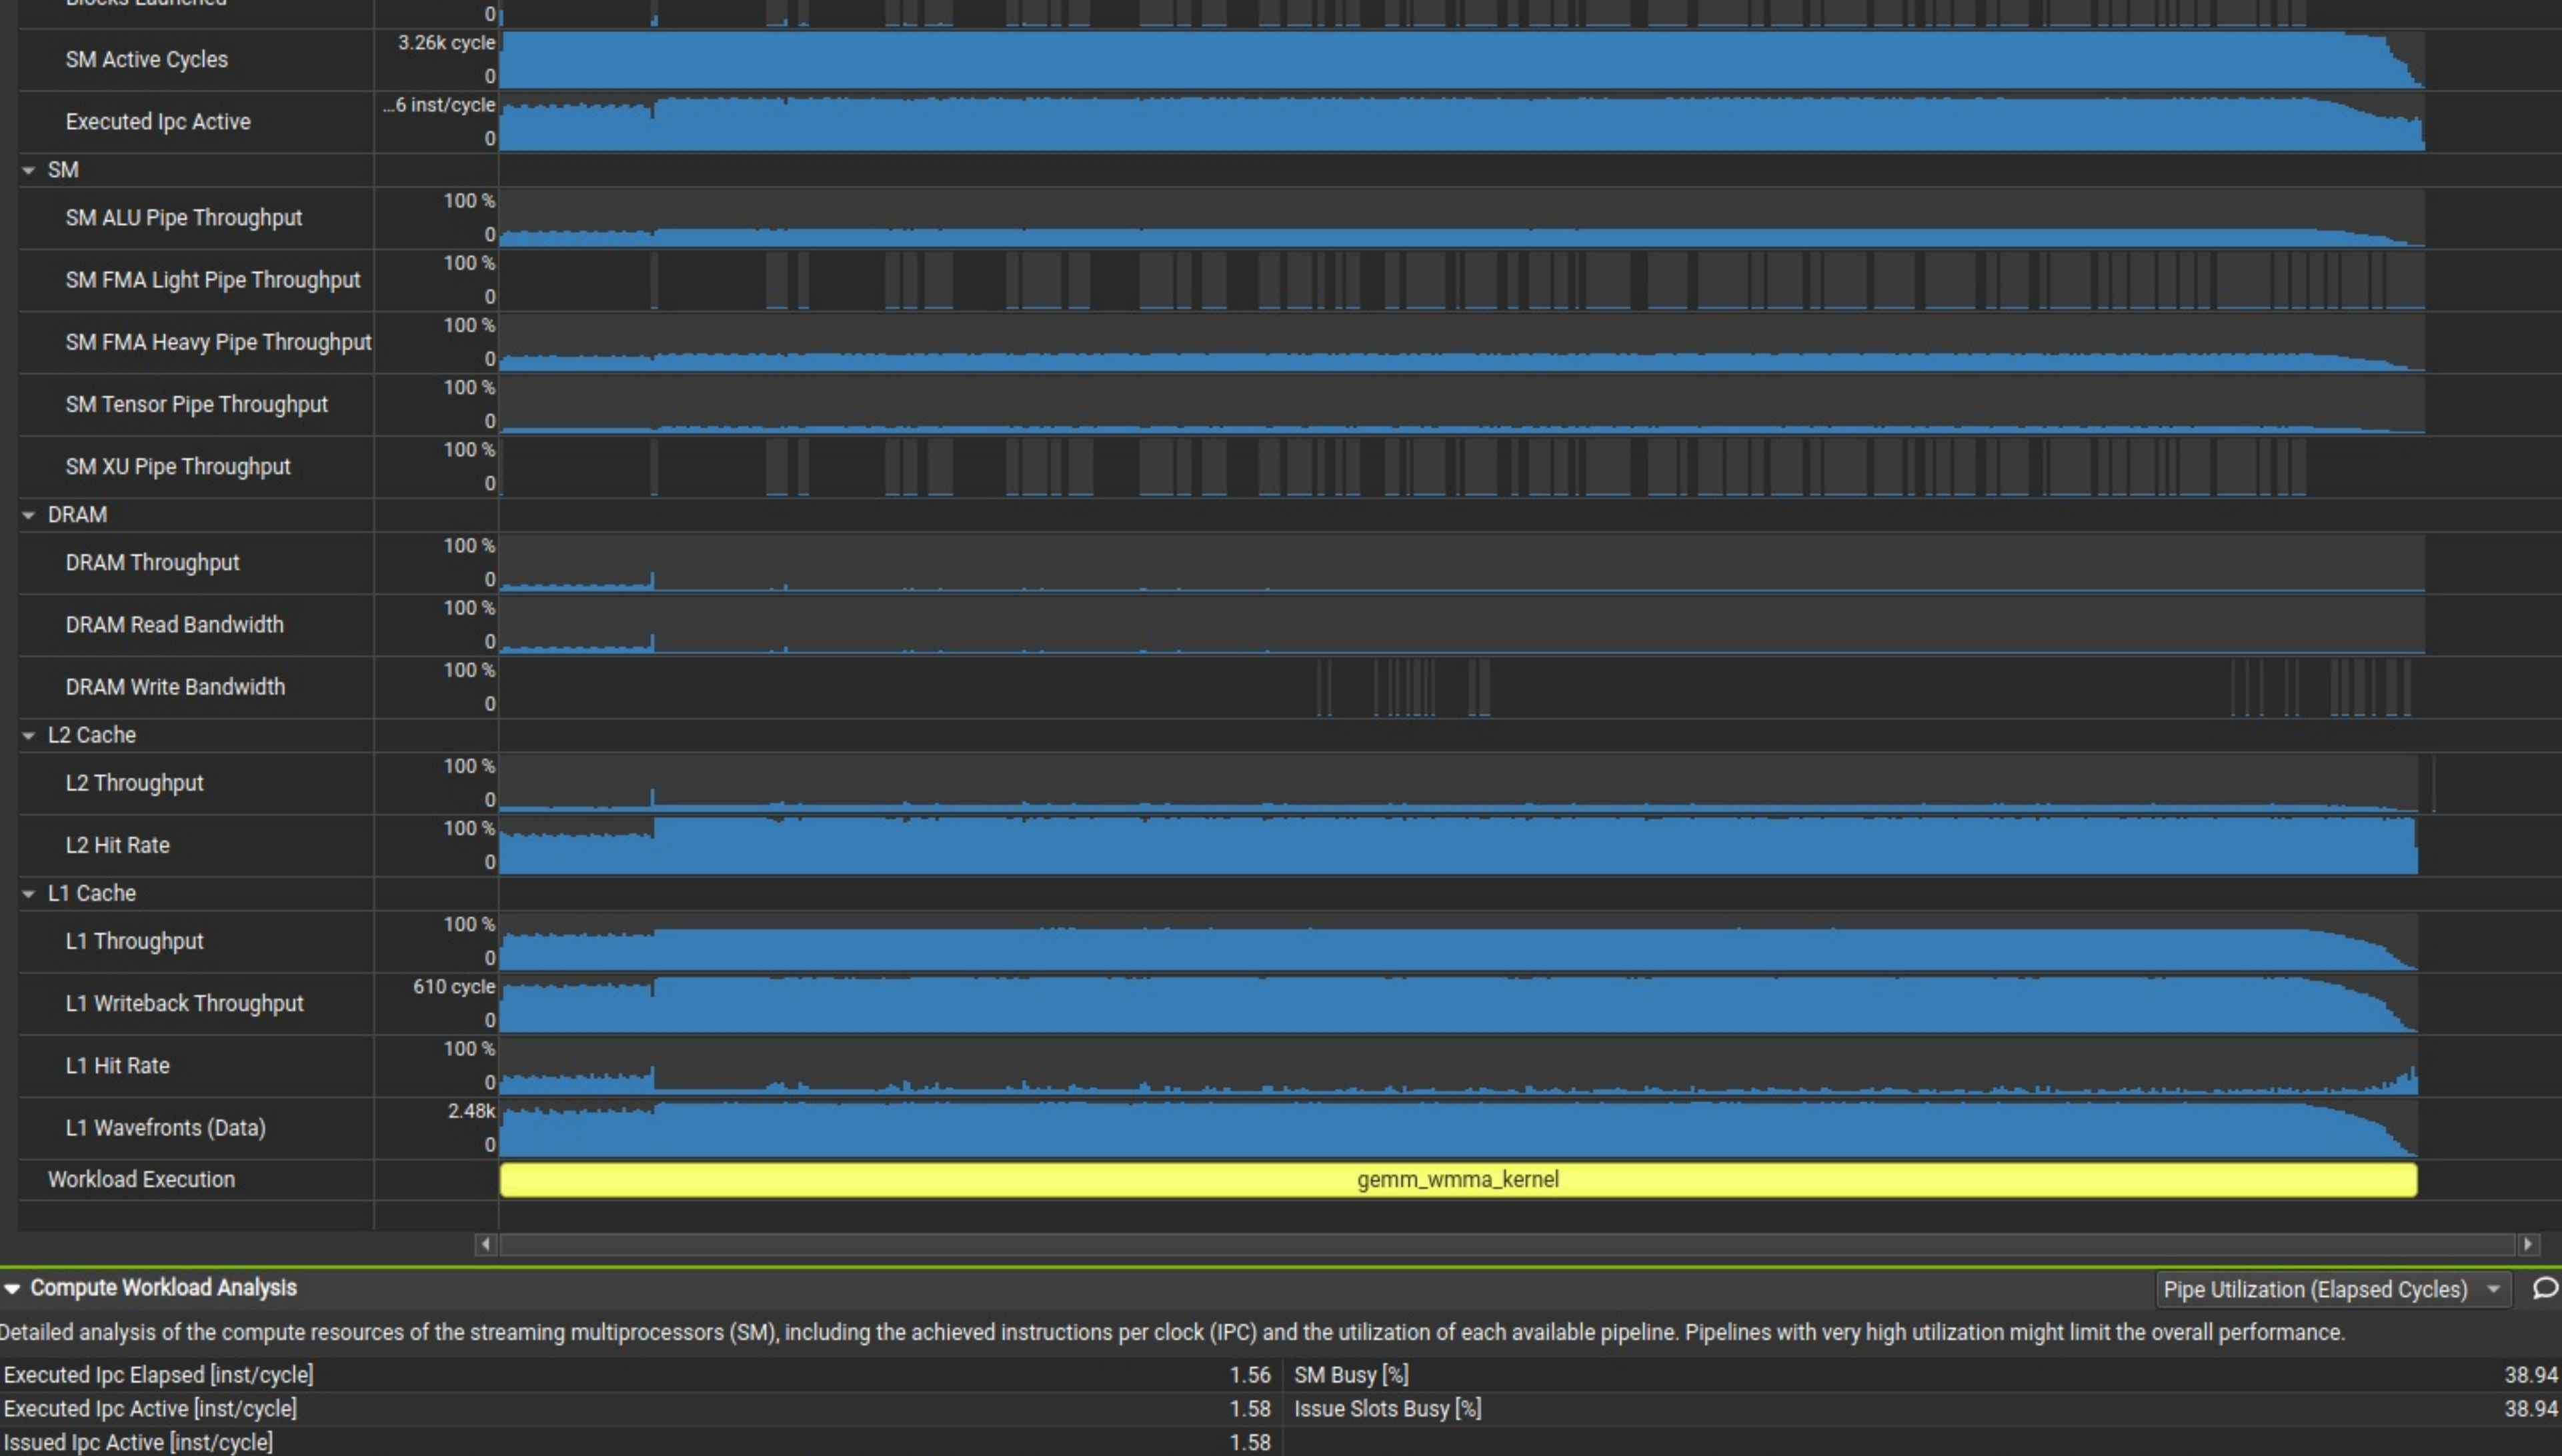 Blocks Launched
0
SM Active Cycles
3.26k cycle
0
Executed Ipc Active
...6 inst/cycle
0
SM
SM ALU Pipe Throughput
100 %
0
SM FMA Light Pipe Throughput
100 %
0
SM FMA Heavy Pipe Throughput
100 %
0
SM Tensor Pipe Throughput
100 %
0
SM XU Pipe Throughput
100 %
0
DRAM
DRAM Throughput
100 %
0
DRAM Read Bandwidth
100 %
0
DRAM Write Bandwidth
100 %
0
L2 Cache
L2 Throughput
100 %
0
L2 Hit Rate
100 %
0
L1 Cache
L1 Throughput
100 %
0
L1 Writeback Throughput
610 cycle
0
L1 Hit Rate
100 %
0
L1 Wavefronts (Data)
2.48k
0
Workload Execution
gemm_wmma_kernel
Compute Workload Analysis
Pipe Utilization (Elapsed Cycles)
Detailed analysis of the compute resources of the streaming multiprocessors (SM), including the achieved instructions per clock (IPC) and the utilization of each available pipeline. Pipelines with very high utilization might limit the overall performance.
Executed Ipc Elapsed [inst/cycle] 1.56 SM Busy [%] 38.94
Executed Ipc Active [inst/cycle] 1.58 Issue Slots Busy [%] 38.94
Issued Ipc Active [inst/cycle] 1.58